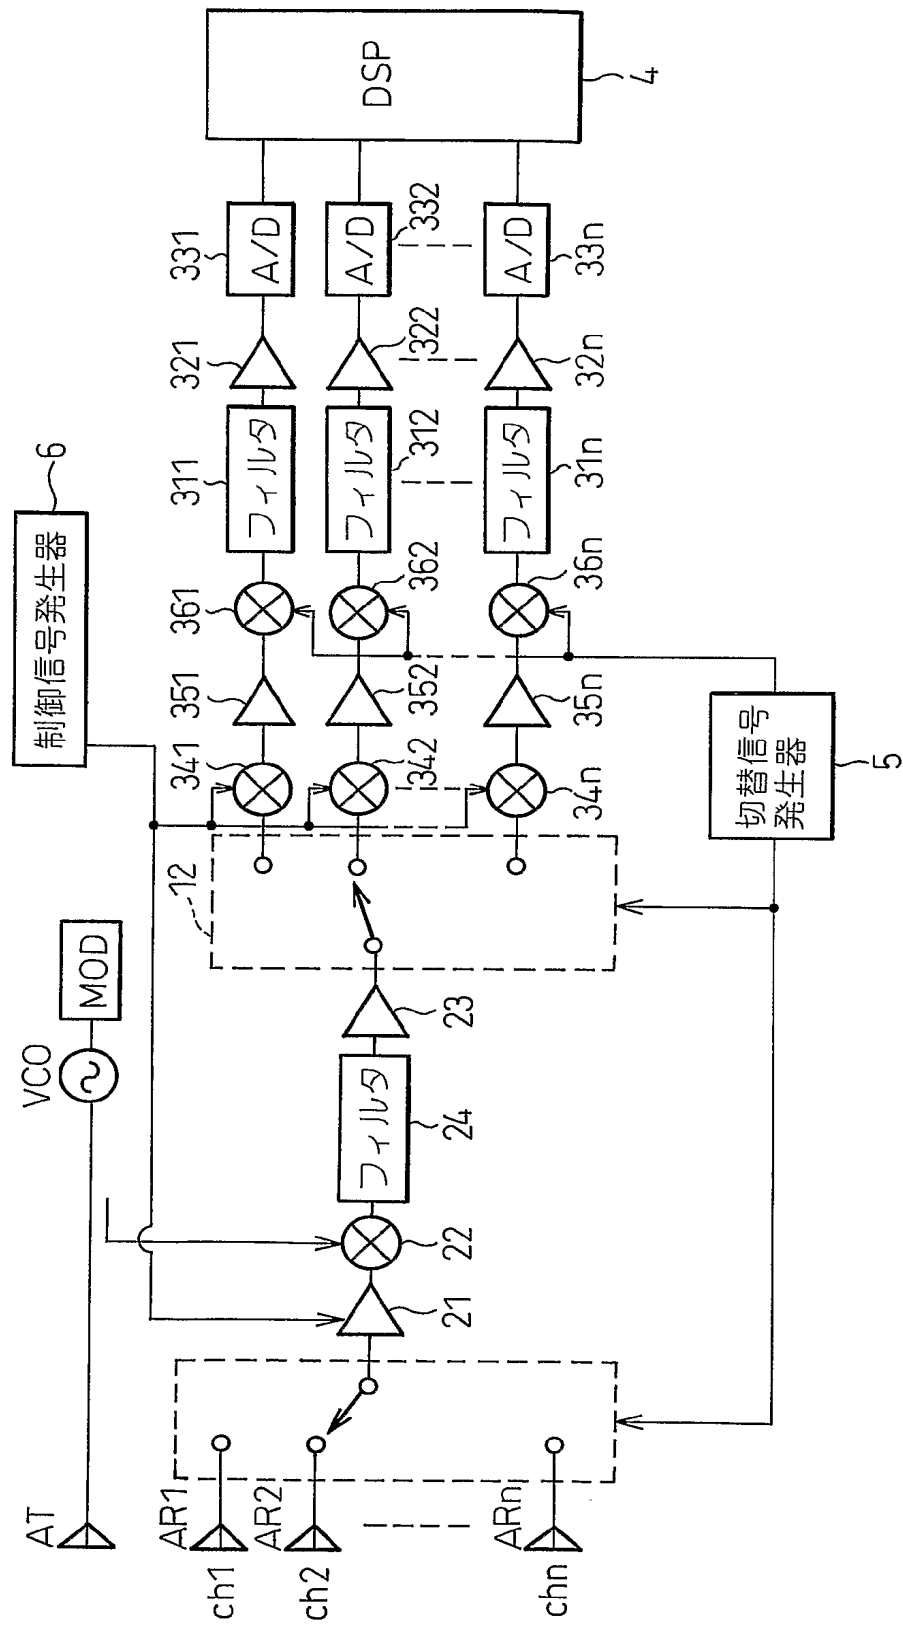 AT
VCO
MOD
制御信号発生器
6
AR1
ch1
AR2
ch2
ARn
chn
21
22
フィルタ
24
23
12
341
351
361
フィルタ
311
321
A/D
331
342
352
362
フィルタ
312
322
A/D
332
34n
35n
36n
フィルタ
31n
32n
A/D
33n
DSP
4
切替信号
発生器
5